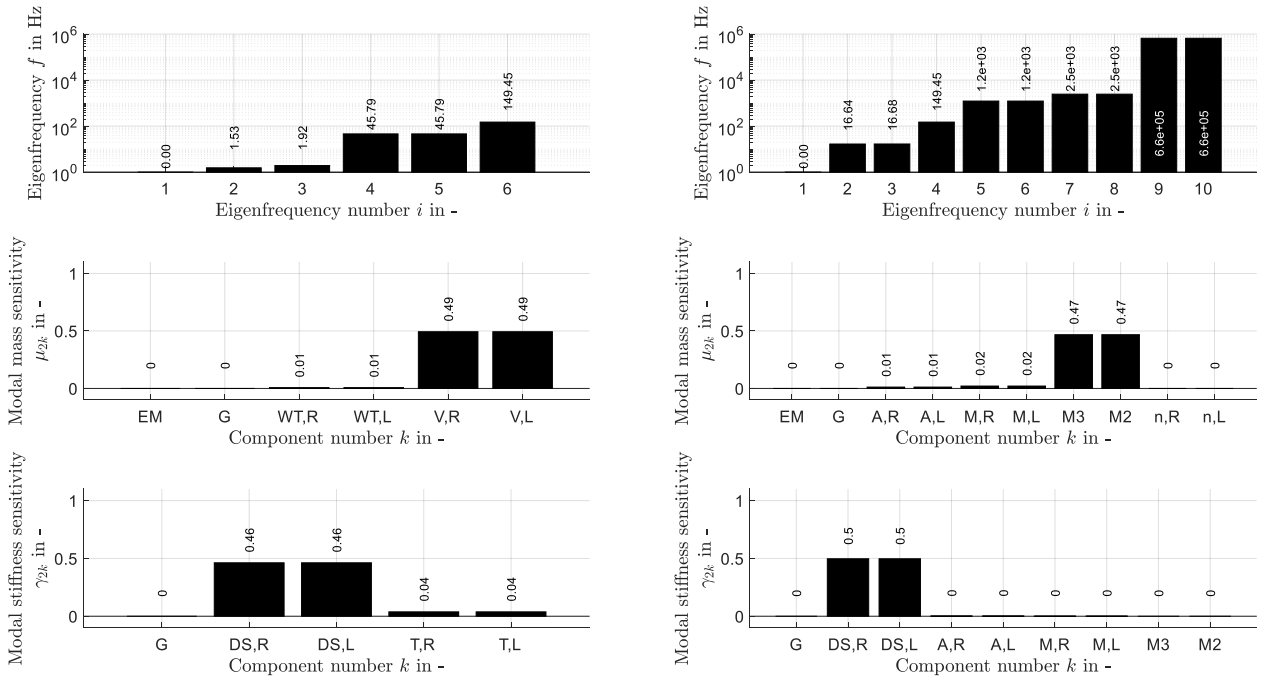 Eigenfrequency f in Hz
10^6
10^4
10^2
10^0
0.00
1.53
1.92
45.79
45.79
149.45
1 2 3 4 5 6
Eigenfrequency number i in -
Eigenfrequency f in Hz
10^6
10^4
10^2
10^0
0.00
16.64
16.68
149.45
1.2e+03
1.2e+03
2.5e+03
2.5e+03
6.6e+05
6.6e+05
1 2 3 4 5 6 7 8 9 10
Eigenfrequency number i in -
Modal mass sensitivity
μ_{2k} in -
1
0.5
0
0
0
0.01
0.01
0.49
0.49
EM G WT,R WT,L V,R V,L
Component number k in -
Modal mass sensitivity
μ_{2k} in -
1
0.5
0
0
0
0.01
0.01
0.02
0.02
0.47
0.47
0
0
EM G A,R A,L M,R M,L M3 M2 n,R n,L
Component number k in -
Modal stiffness sensitivity
γ_{2k} in -
1
0.5
0
0
0.46
0.46
0.04
0.04
G DS,R DS,L T,R T,L
Component number k in -
Modal stiffness sensitivity
γ_{2k} in -
1
0.5
0
0
0.5
0.5
0
0
0
0
0
0
G DS,R DS,L A,R A,L M,R M,L M3 M2
Component number k in -